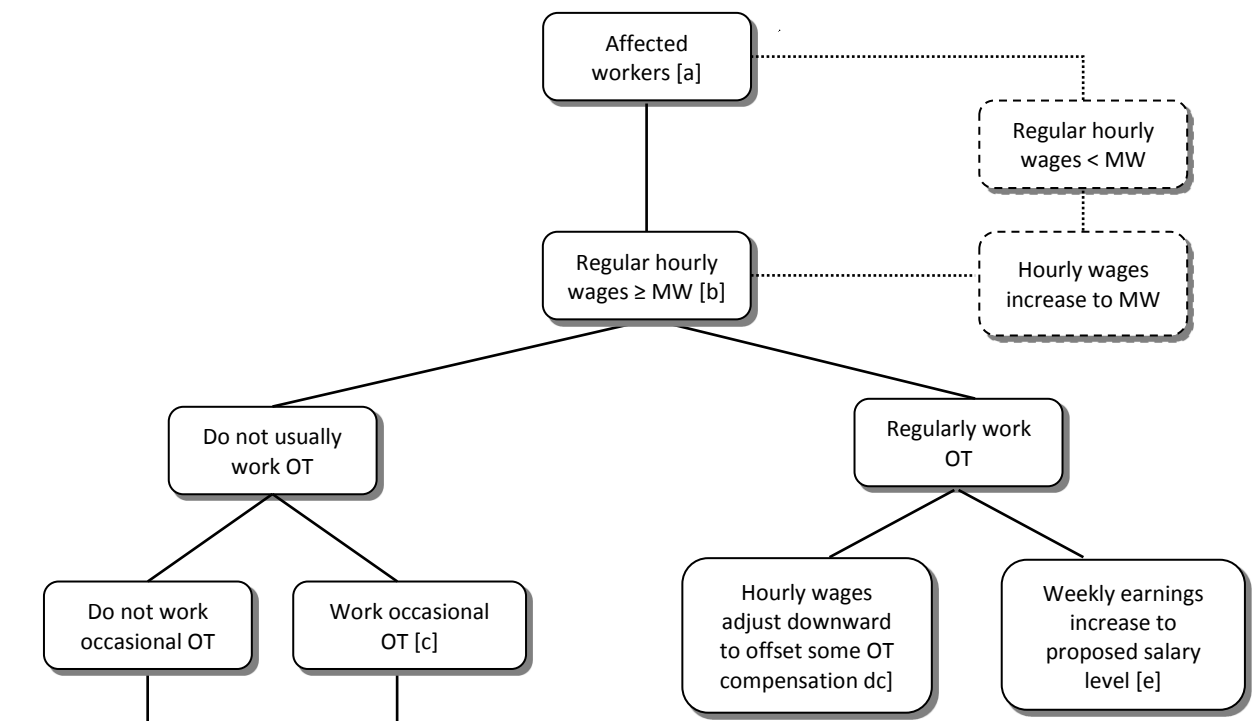 Affected
workers [a]
Regular hourly
wages < MW
Regular hourly
wages ≥ MW [b]
Hourly wages
increase to MW
Do not usually
work OT
Regularly work
OT
Do not work
occasional OT
Work occasional
OT [c]
Hourly wages
adjust downward
to offset some OT
compensation dc]
Weekly earnings
increase to
proposed salary
level [e]